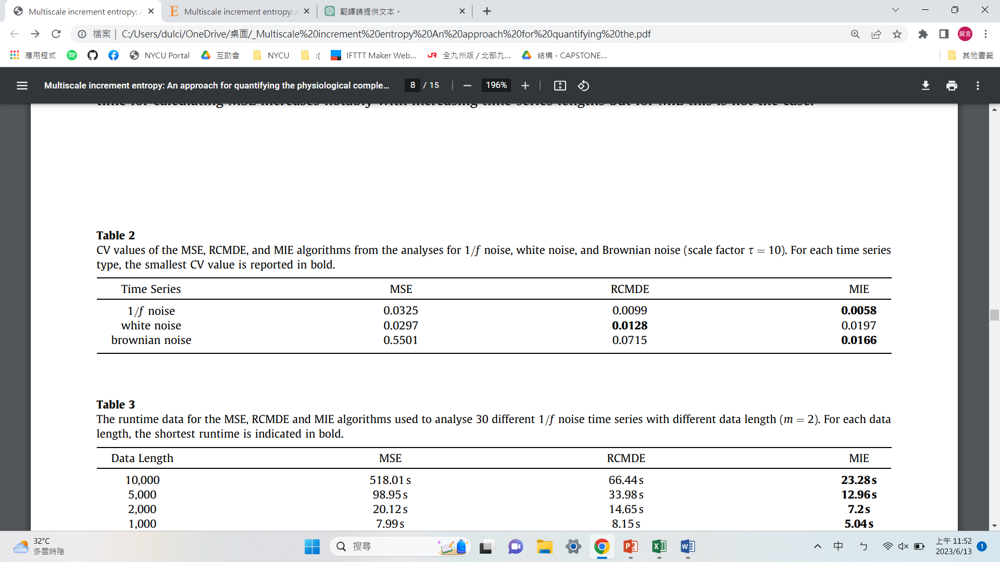 Multiscale increment entropy: A
Multiscale increment entropy: A
翻譯請提供文本。
檔案 | C:/Users/dulci/OneDrive/桌面/_Multiscale%20increment%20entropy%20An%20approach%20for%20quantifying%20the.pdf
巽言
應用程式
NYCU Portal
互助會
NYCU
:(
IFTTT Maker Web...
JR 全九州版 / 北部九...
結構 - CAPSTONE...
其他書籤
Multiscale increment entropy: An approach for quantifying the physiological comple...
8 / 15
196%
time for calculating MSE increases notably with increasing time series lengths but for MIE this is not the case.
Table 2
CV values of the MSE, RCMDE, and MIE algorithms from the analyses for 1/f noise, white noise, and Brownian noise (scale factor τ = 10). For each time series
type, the smallest CV value is reported in bold.
Time Series MSE RCMDE MIE
1/f noise 0.0325 0.0099 0.0058
white noise 0.0297 0.0128 0.0197
brownian noise 0.5501 0.0715 0.0166
Table 3
The runtime data for the MSE, RCMDE and MIE algorithms used to analyse 30 different 1/f noise time series with different data length (m = 2). For each data
length, the shortest runtime is indicated in bold.
Data Length MSE RCMDE MIE
10,000 518.01 s 66.44 s 23.28 s
5,000 98.95 s 33.98 s 12.96 s
2,000 20.12 s 14.65 s 7.2 s
1,000 7.99 s 8.15 s 5.04 s
32°C
多雲時陰
搜尋
中
ㄅ
上午 11:52
2023/6/13
1